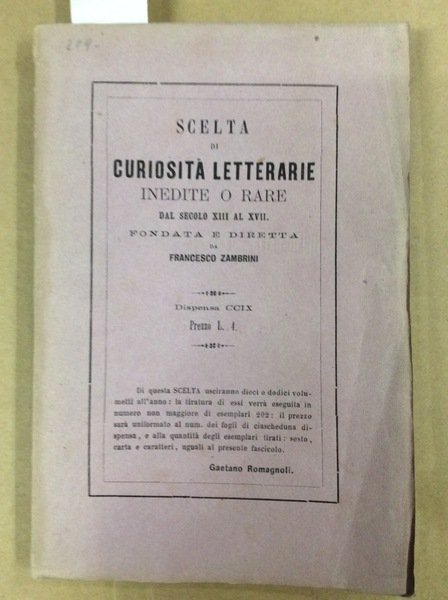 209-
SCELTA
DI
CURIOSITÀ LETTERARIE
INEDITE O RARE
DAL SECOLO XIII AL XVII.
FONDATA E DIRETTA
DA
FRANCESCO ZAMBRINI
Dispensa CCIX
Prezzo L. 4.
Di questa SCELTA usciranno dieci o dodici volu-
metti all'anno: la tiratura di essi verrà eseguita in
numero non maggiore di esemplari 202: il prezzo
sarà uniformato al num. dei fogli di ciascheduna di-
spensa, e alla quantità degli esemplari tirati: sesto,
carta e caratteri, uguali al presente fascicolo.
Gaetano Romagnoli.